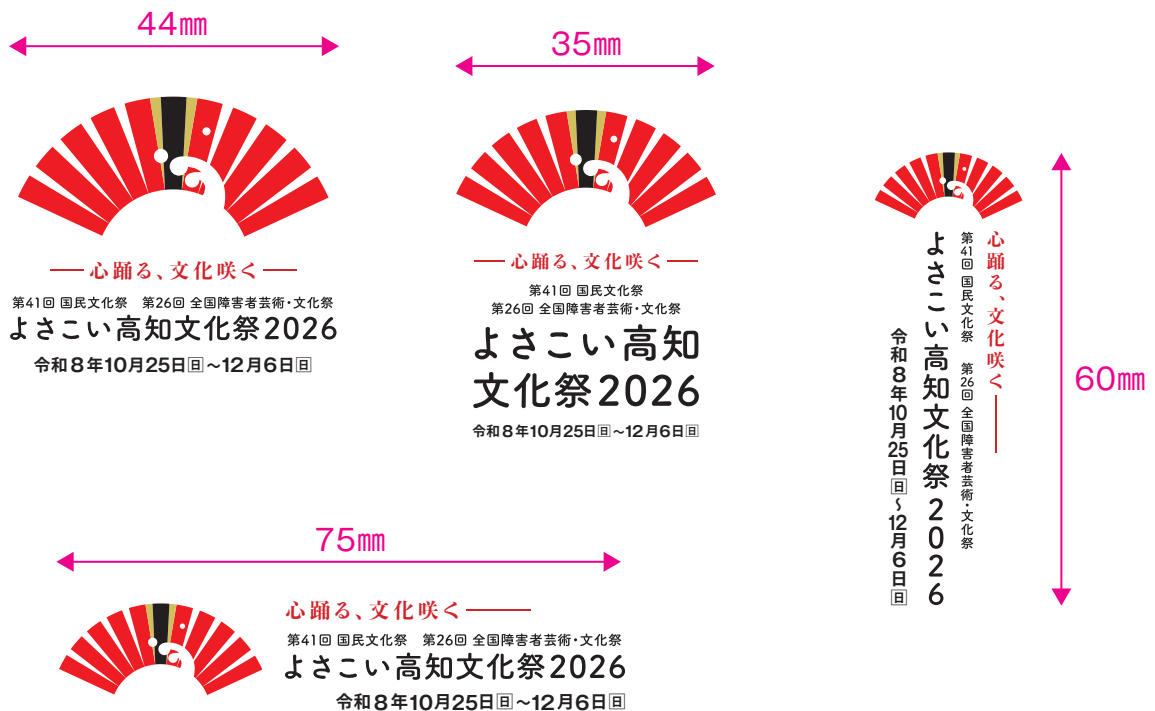 44㎜
心踊る、文化咲く
第41回 国民文化祭　第26回 全国障害者芸術・文化祭
よさこい高知文化祭2026
令和8年10月25日日～12月6日日
35㎜
心踊る、文化咲く
第41回 国民文化祭
第26回 全国障害者芸術・文化祭
よさこい高知
文化祭2026
令和8年10月25日日～12月6日日
心踊る、文化咲く
第41回 国民文化祭　第26回 全国障害者芸術・文化祭
よさこい高知文化祭2026
令和8年10月25日日～12月6日日
60㎜
75㎜
心踊る、文化咲く
第41回 国民文化祭　第26回 全国障害者芸術・文化祭
よさこい高知文化祭2026
令和8年10月25日日～12月6日日